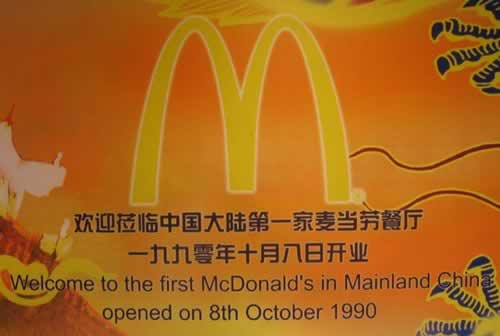 欢迎莅临中国大陆第一家麦当劳餐厅
一九九零年十月八日开业
Welcome to the first McDonald's in Mainland China
opened on 8th October 1990